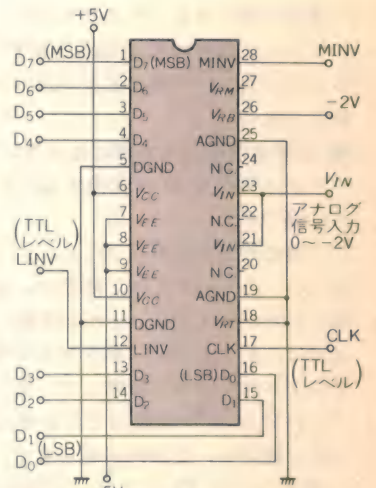 +5V
D₇ (MSB) 1 D₇(MSB) MINV 28 MINV
D₆ 2 D₆ VRM 27
D₅ 3 D₅ VRB 26 -2V
D₄ 4 D₄ AGND 25
5 DGND N.C. 24
6 VCC VIN 23 VIN
7 VEE N.C. 22 アナログ
(TTL 8 VEE VIN 21 信号入力
レベル) 9 VEE N.C 20 0～-2V
LINV 10 VCC AGND 19
11 DGND VRT 18
12 LINV CLK 17 CLK
D₃ 13 D₃ (LSB) D₀ 16 (TTL
D₂ 14 D₂ D₁ 15 レベル)
D₁
(LSB)
D₀